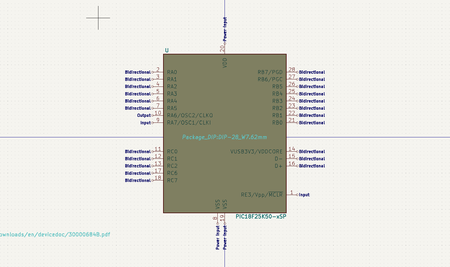 Power Input
20
VDD
U
Bidirectional 2 RA0 RB7/PGD 28 Bidirectional
Bidirectional 3 RA1 RB6/PGC 27 Bidirectional
Bidirectional 4 RA2 RB5 26 Bidirectional
Bidirectional 5 RA3 RB4 25 Bidirectional
Bidirectional 6 RA4 RB3 24 Bidirectional
Bidirectional 7 RA5 RB2 23 Bidirectional
Output 10 RA6/OSC2/CLKO RB1 22 Bidirectional
Input 9 RA7/OSC1/CLKI RB0 21 Bidirectional
Package_DIP:DIP-28_W7.62mm
Bidirectional 11 RC0 14 Bidirectional
Bidirectional 12 RC1 D- 15 Bidirectional
Bidirectional 13 RC2 D+ 16 Bidirectional
Bidirectional 17 RC6
Bidirectional 18 RC7
RE3/Vpp/MCLR 1 Input
VSS VSS
8 19
PIC18F25K50-xSP
Power Input Power Input
ownloads/en/devicedoc/30000684B.pdf